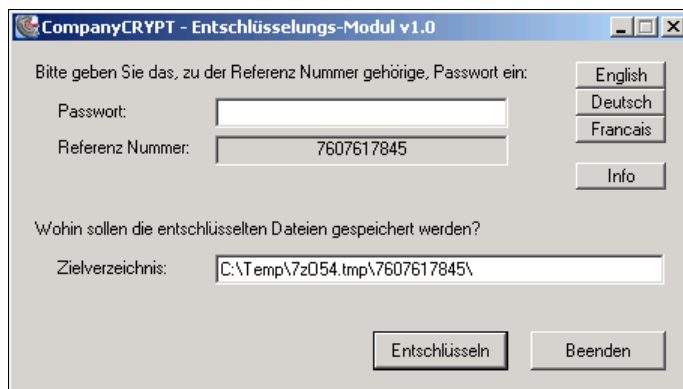 CompanyCRYPT - Entschlüsselungs-Modul v1.0
Bitte geben Sie das, zu der Referenz Nummer gehörige, Passwort ein:
English
Passwort:
Deutsch
Francais
Referenz Nummer: 7607617845
Info
Wohin sollen die entschlüsselten Dateien gespeichert werden?
Zielverzeichnis: C:\Temp\7zO54.tmp\7607617845\
Entschlüsseln Beenden